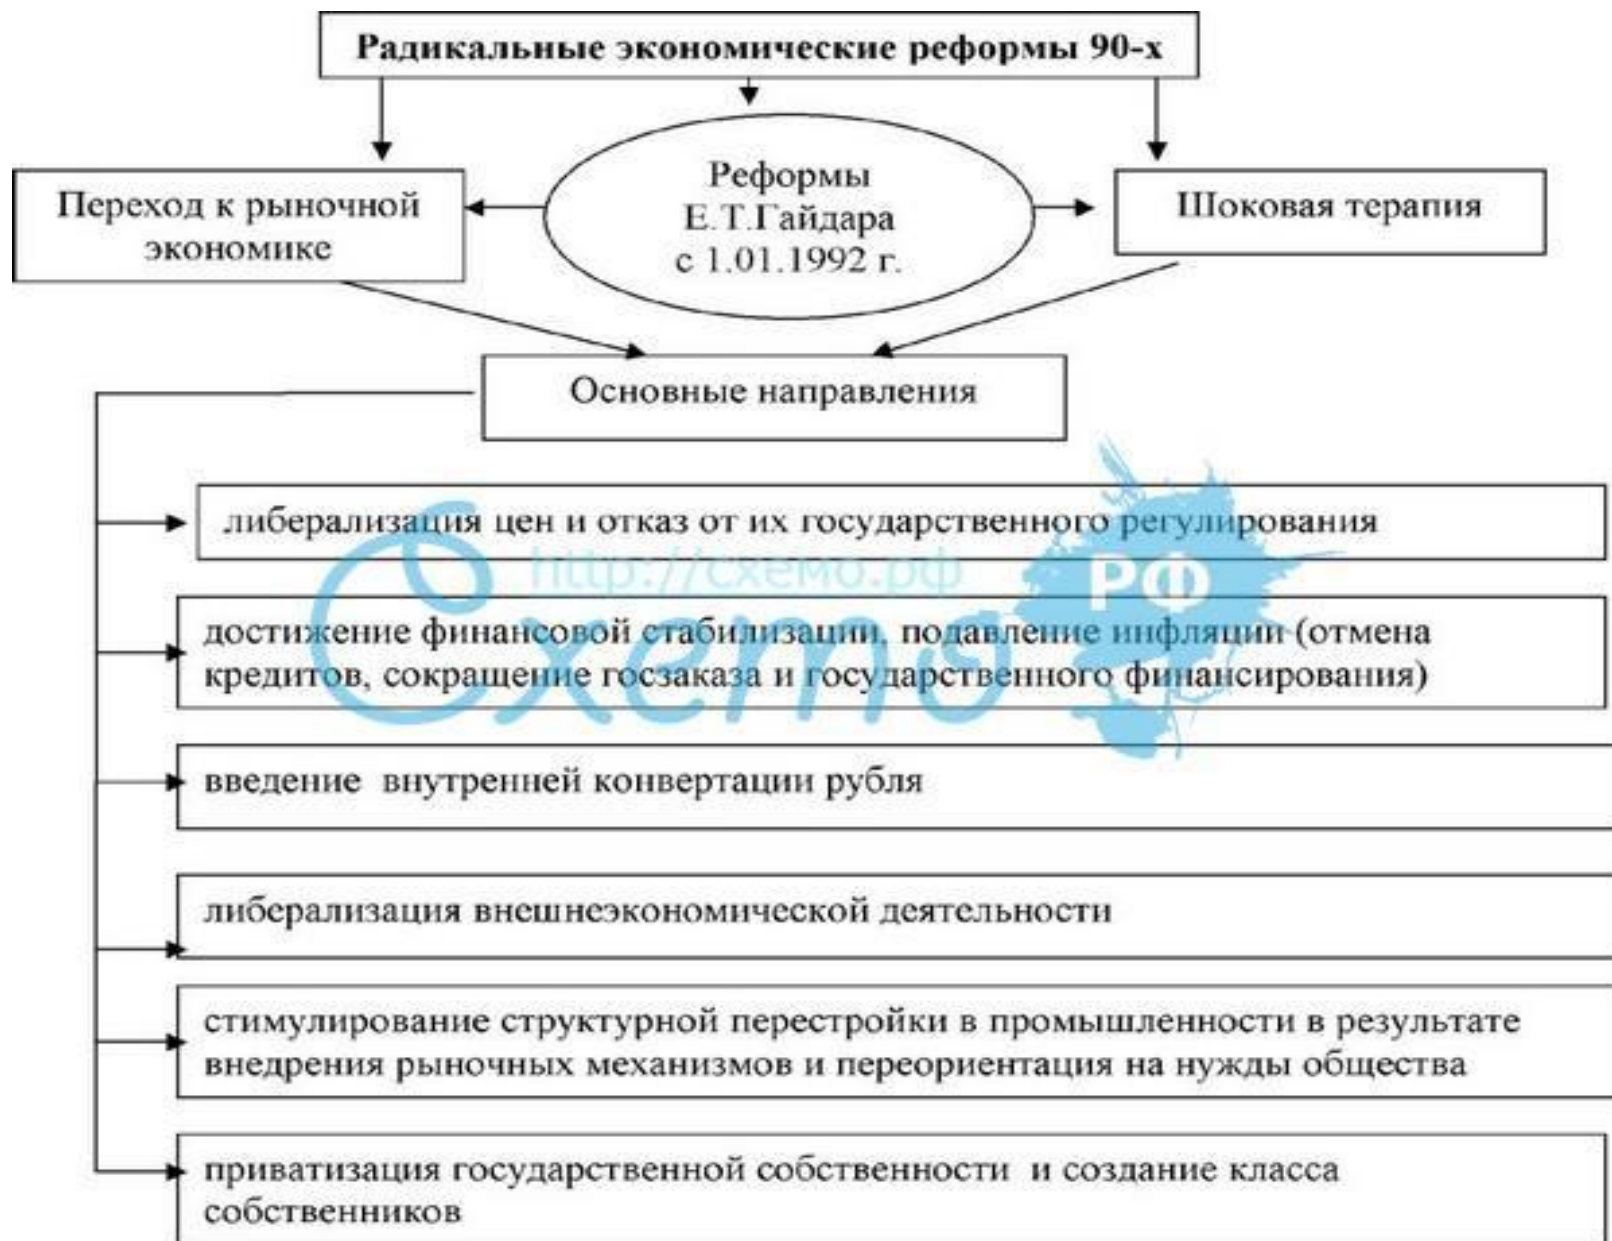 Радикальные экономические реформы 90-х
Переход к рыночной
экономике
Реформы
Е.Т.Гайдара
с 1.01.1992 г.
Шоковая терапия
Основные направления
либерализация цен и отказ от их государственного регулирования
http://схемо.рф
РФ
Схемо
достижение финансовой стабилизации, подавление инфляции (отмена
кредитов, сокращение госзаказа и государственного финансирования)
введение внутренней конвертации рубля
либерализация внешнеэкономической деятельности
стимулирование структурной перестройки в промышленности в результате
внедрения рыночных механизмов и переориентация на нужды общества
приватизация государственной собственности и создание класса
собственников